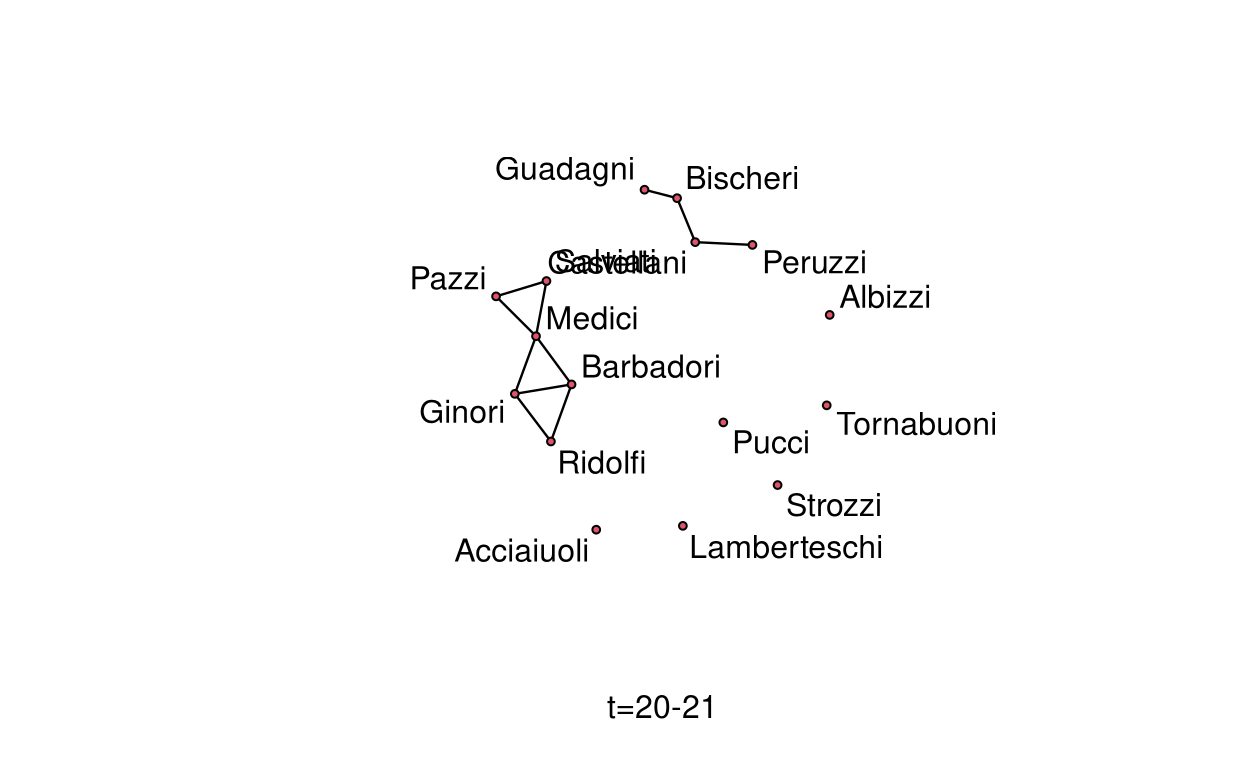 Guadagni
Bischeri
Castellani
Salviati
Peruzzi
Pazzi
Albizzi
Medici
Barbadori
Ginori
Tornabuoni
Pucci
Ridolfi
Strozzi
Acciaiuoli
Lamberteschi
t=20-21